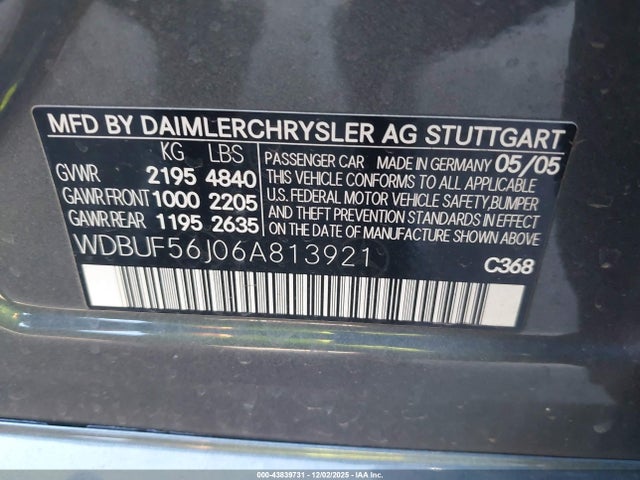 MFD BY DAIMLERCHRYSLER AG STUTTGART
KG LBS
GVWR 2195 4840
GAWR FRONT 1000 2205
GAWR REAR 1195 2635
PASSENGER CAR MADE IN GERMANY 05/05
THIS VEHICLE CONFORMS TO ALL APPLICABLE
U.S. FEDERAL MOTOR VEHICLE SAFETY, BUMPER
AND THEFT PREVENTION STANDARDS IN EFFECT
ON THE DATE OF MANUFACTURE SHOWN ABOVE.
WDBUF56J06A813921
C368
000-43839731 - 12/02/2025 - IAA Inc.